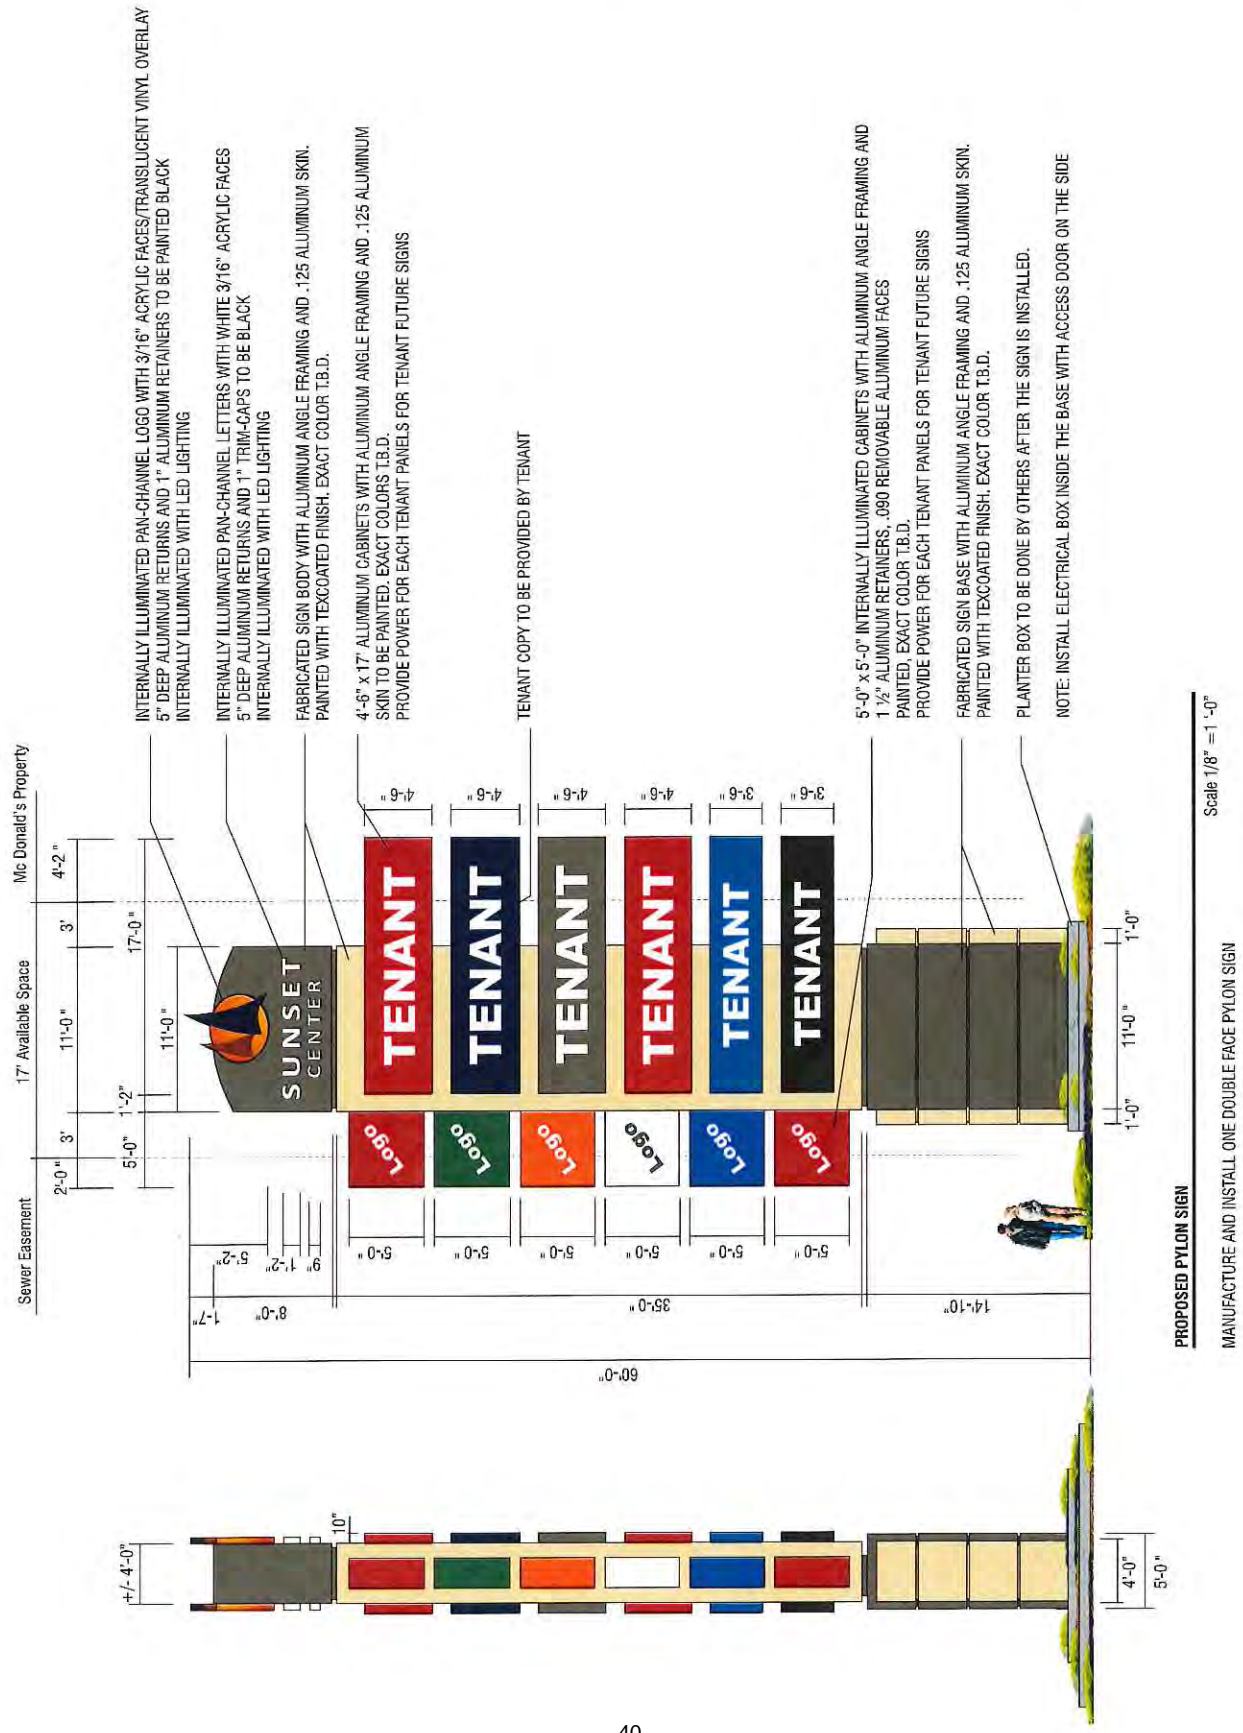 Sewer Easement
17' Available Space
Mc Donald's Property
2'-0"
3'
11'-0"
3'
4'-2"
5'-0"
1'-2"
17'-0"
11'-0"
INTERNALLY ILLUMINATED PAN-CHANNEL LOGO WITH 3/16" ACRYLIC FACES/TRANSLUCENT VINYL OVERLAY
5" DEEP ALUMINUM RETURNS AND 1" ALUMINUM RETAINERS TO BE PAINTED BLACK
INTERNALLY ILLUMINATED WITH LED LIGHTING
INTERNALLY ILLUMINATED PAN-CHANNEL LETTERS WITH WHITE 3/16" ACRYLIC FACES
5" DEEP ALUMINUM RETURNS AND 1" TRIM-CAPS TO BE BLACK
INTERNALLY ILLUMINATED WITH LED LIGHTING
FABRICATED SIGN BODY WITH ALUMINUM ANGLE FRAMING AND .125 ALUMINUM SKIN.
PAINTED WITH TEXCOATED FINISH. EXACT COLOR T.B.D.
4'-6" x 17' ALUMINUM CABINETS WITH ALUMINUM ANGLE FRAMING AND .125 ALUMINUM
SKIN TO BE PAINTED. EXACT COLORS T.B.D.
PROVIDE POWER FOR EACH TENANT PANELS FOR TENANT FUTURE SIGNS
TENANT COPY TO BE PROVIDED BY TENANT
5'-0" x 5'-0" INTERNALLY ILLUMINATED CABINETS WITH ALUMINUM ANGLE FRAMING AND
1 ½" ALUMINUM RETAINERS, .090 REMOVABLE ALUMINUM FACES
PAINTED, EXACT COLOR T.B.D.
PROVIDE POWER FOR EACH TENANT PANELS FOR TENANT FUTURE SIGNS
FABRICATED SIGN BASE WITH ALUMINUM ANGLE FRAMING AND .125 ALUMINUM SKIN.
PAINTED WITH TEXCOATED FINISH. EXACT COLOR T.B.D.
PLANTER BOX TO BE DONE BY OTHERS AFTER THE SIGN IS INSTALLED.
NOTE: INSTALL ELECTRICAL BOX INSIDE THE BASE WITH ACCESS DOOR ON THE SIDE
SUNSET
CENTER
Logo
TENANT
Logo
TENANT
Logo
TENANT
Logo
TENANT
Logo
TENANT
Logo
TENANT
4'-6"
4'-6"
4'-6"
4'-6"
3'-6"
3'-6"
5'-0"
5'-0"
5'-0"
5'-0"
5'-0"
5'-0"
1'-7"
8'-0"
5'-2"
1'-2"
9"
35'-0"
14'-10"
60'-0"
1'-0"
11'-0"
1'-0"
+/- 4'-0"
10"
4'-0"
5'-0"
PROPOSED PYLON SIGN
Scale 1/8" =1 '-0"
MANUFACTURE AND INSTALL ONE DOUBLE FACE PYLON SIGN
40